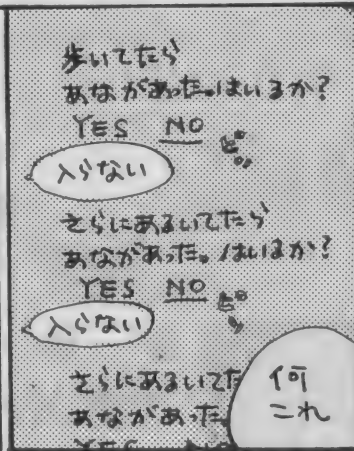 歩いてたら
あながあった。はいるか?
YES NO ピッ
入らない
さらにあるいてたら
あながあった。はいるか?
YES NO ピッ
入らない
さらにあるいてた
あながあった
何
これ